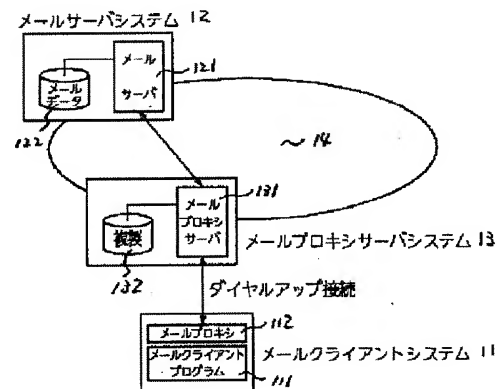 メールサーバシステム 12
メール
サーバ
121
メール
データ
122
14
メール
プロキシ
サーバ
131
複製
132
メールプロキシサーバシステム 13
ダイヤルアップ接続
メールプロキシ
112
メールクライアント
プログラム
111
メールクライアントシステム 11